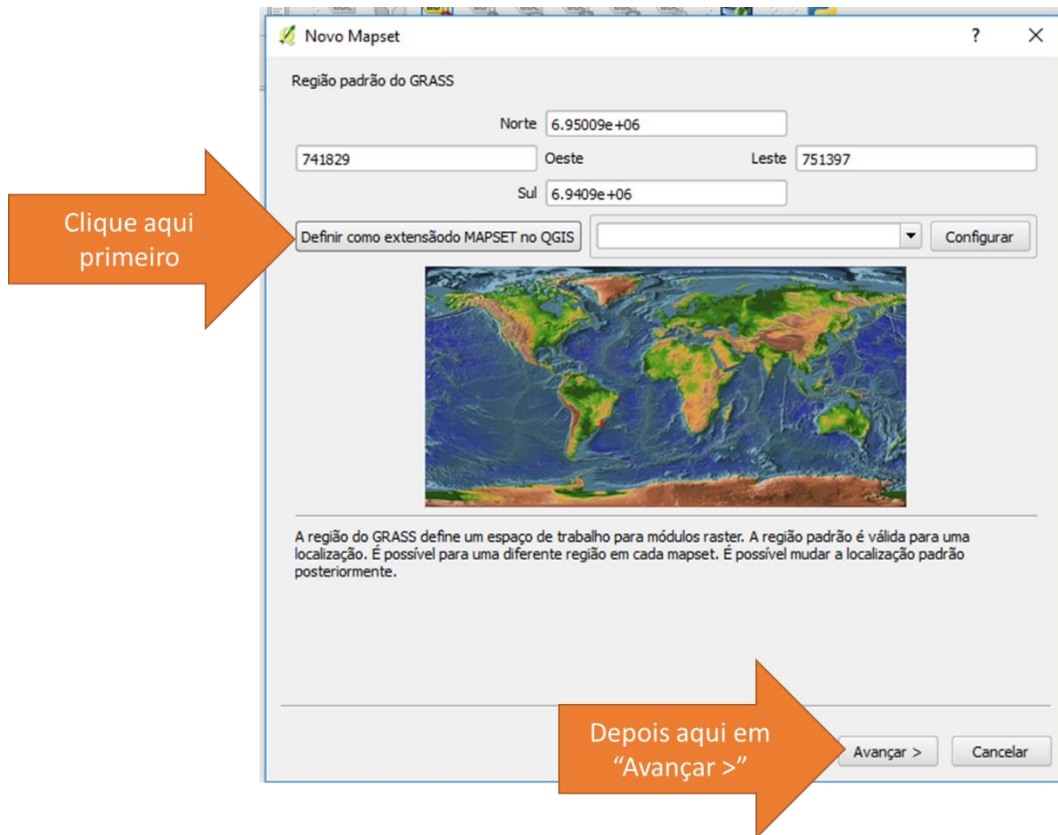 Novo Mapset
?
Região padrão do GRASS
Norte 6.95009e+06
741829 Oeste Leste 751397
Sul 6.9409e+06
Clique aqui
primeiro
Definir como extensãodo MAPSET no QGIS Configurar
A região do GRASS define um espaço de trabalho para módulos raster. A região padrão é válida para uma
localização. É possível para uma diferente região em cada mapset. É possível mudar a localização padrão
posteriormente.
Depois aqui em
“Avançar >”
Avançar > Cancelar